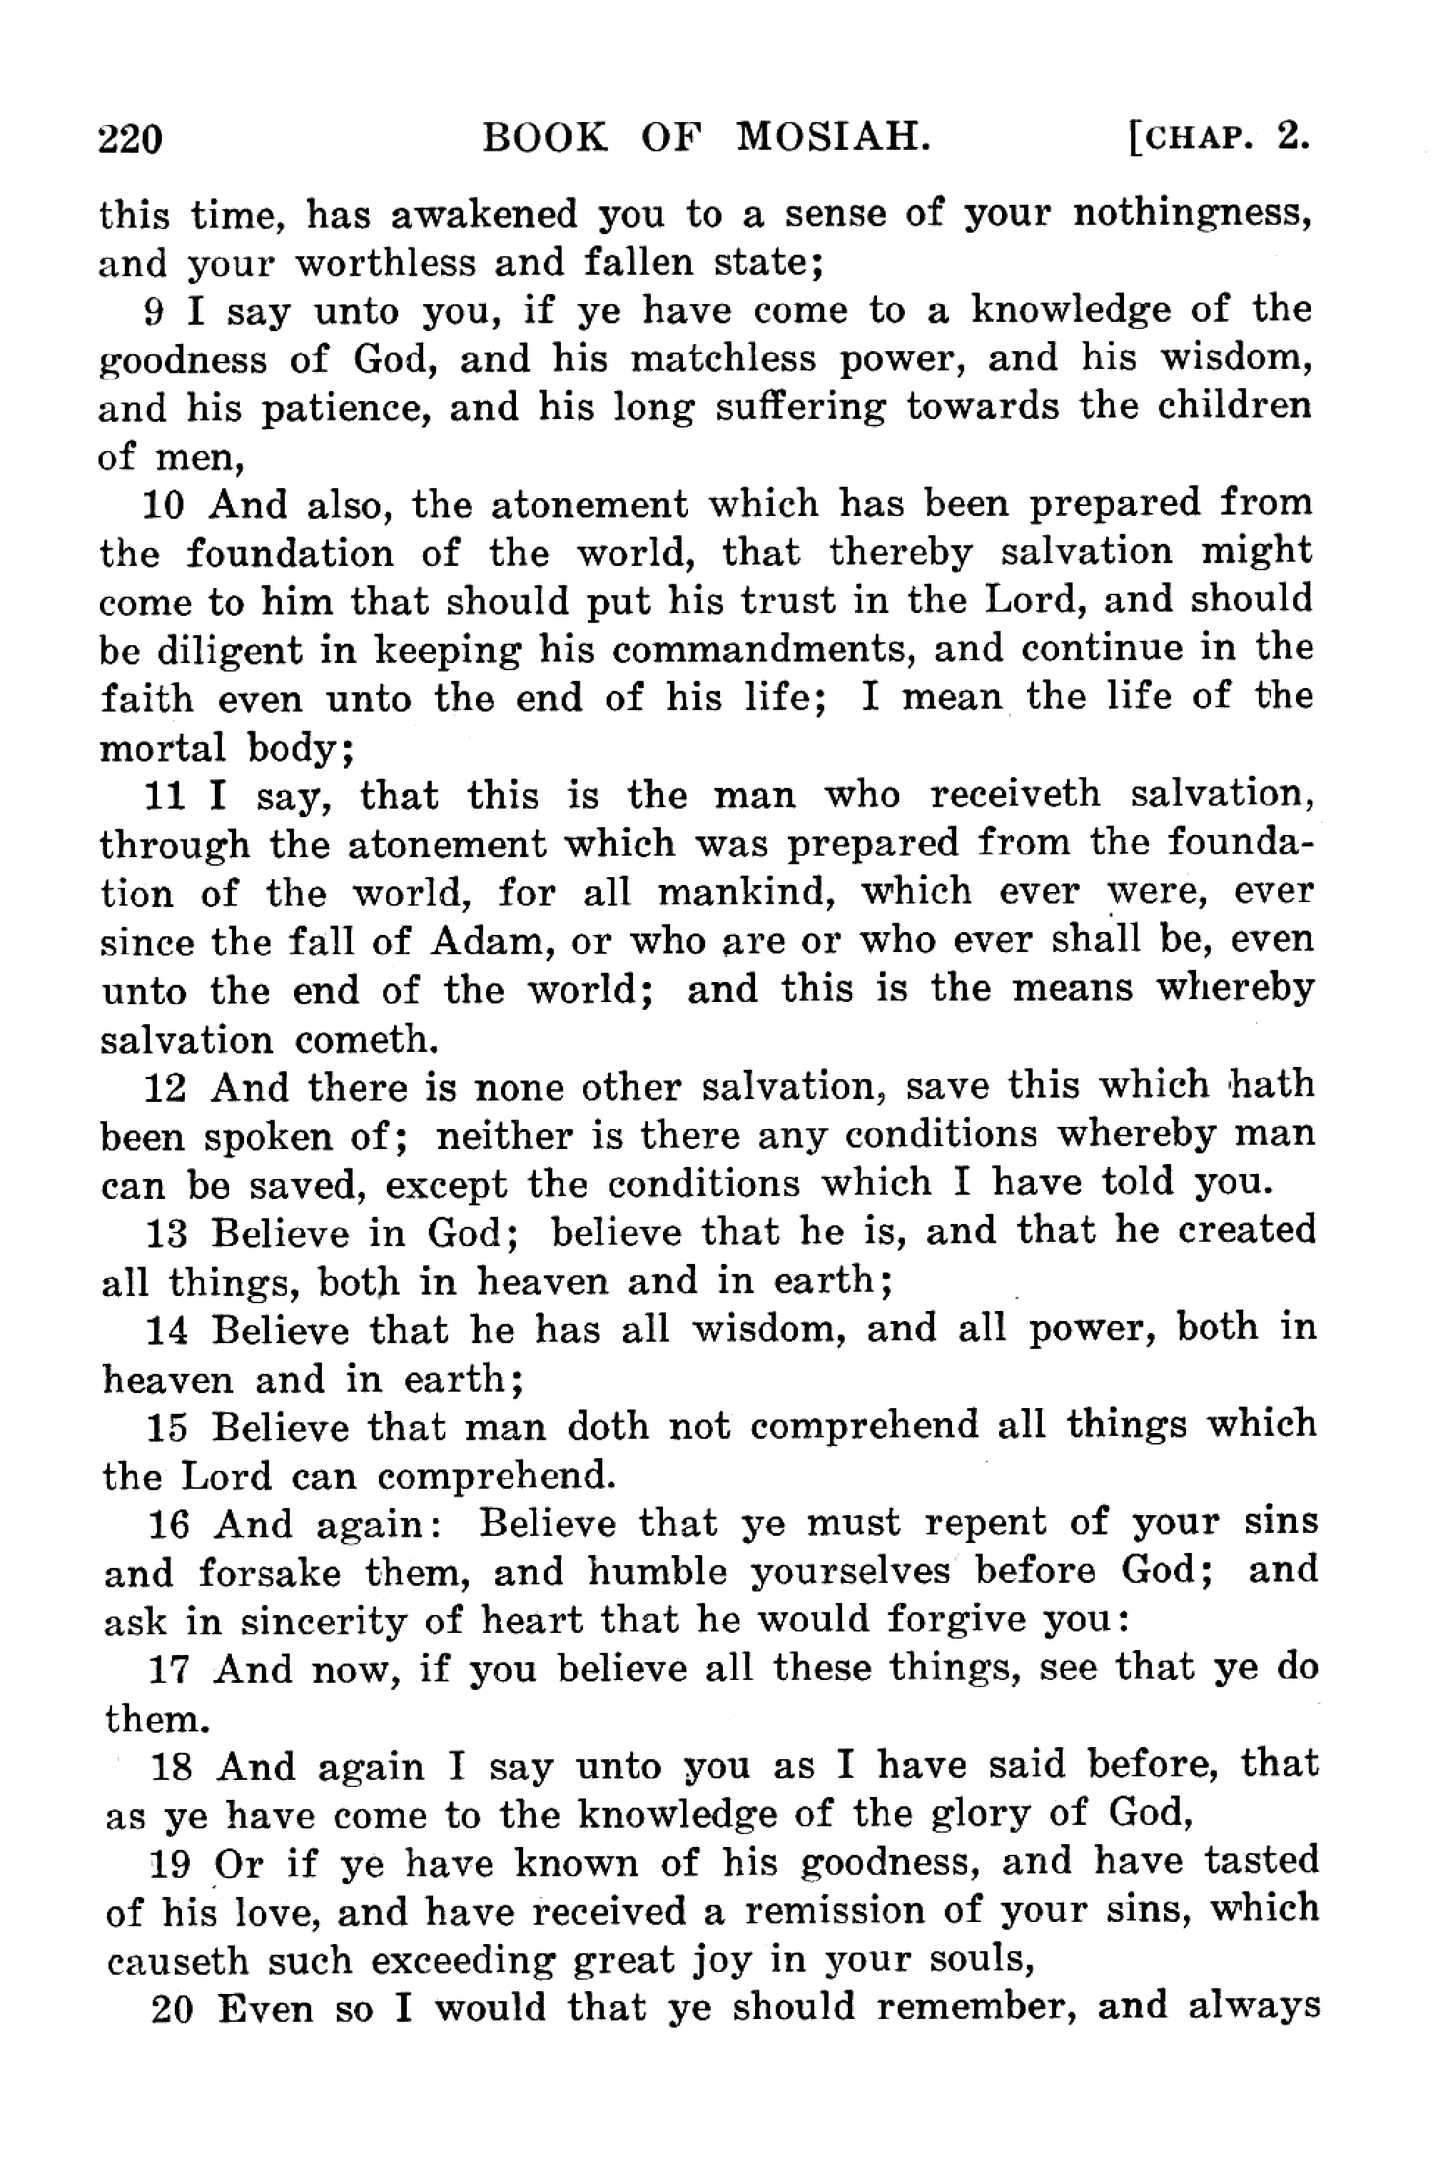 220 BOOK OF MOSIAH. [CHAP. 2.
this time, has awakened you to a sense of your nothingness,
and your worthless and fallen state;
9 I say unto you, if ye have come to a knowledge of the
goodness of God, and his matchless power, and his wisdom,
and his patience, and his long suffering towards the children
of men,
10 And also, the atonement which has been prepared from
the foundation of the world, that thereby salvation might
come to him that should put his trust in the Lord, and should
be diligent in keeping his commandments, and continue in the
faith even unto the end of his life; I mean the life of the
mortal body;
11 I say, that this is the man who receiveth salvation,
through the atonement which was prepared from the founda-
tion of the world, for all mankind, which ever were, ever
since the fall of Adam, or who are or who ever shall be, even
unto the end of the world; and this is the means whereby
salvation cometh.
12 And there is none other salvation, save this which hath
been spoken of; neither is there any conditions whereby man
can be saved, except the conditions which I have told you.
13 Believe in God; believe that he is, and that he created
all things, both in heaven and in earth;
14 Believe that he has all wisdom, and all power, both in
heaven and in earth;
15 Believe that man doth not comprehend all things which
the Lord can comprehend.
16 And again: Believe that ye must repent of your sins
and forsake them, and humble yourselves before God; and
ask in sincerity of heart that he would forgive you:
17 And now, if you believe all these things, see that ye do
them.
18 And again I say unto you as I have said before, that
as ye have come to the knowledge of the glory of God,
19 Or if ye have known of his goodness, and have tasted
of his love, and have received a remission of your sins, which
causeth such exceeding great joy in your souls,
20 Even so I would that ye should remember, and always